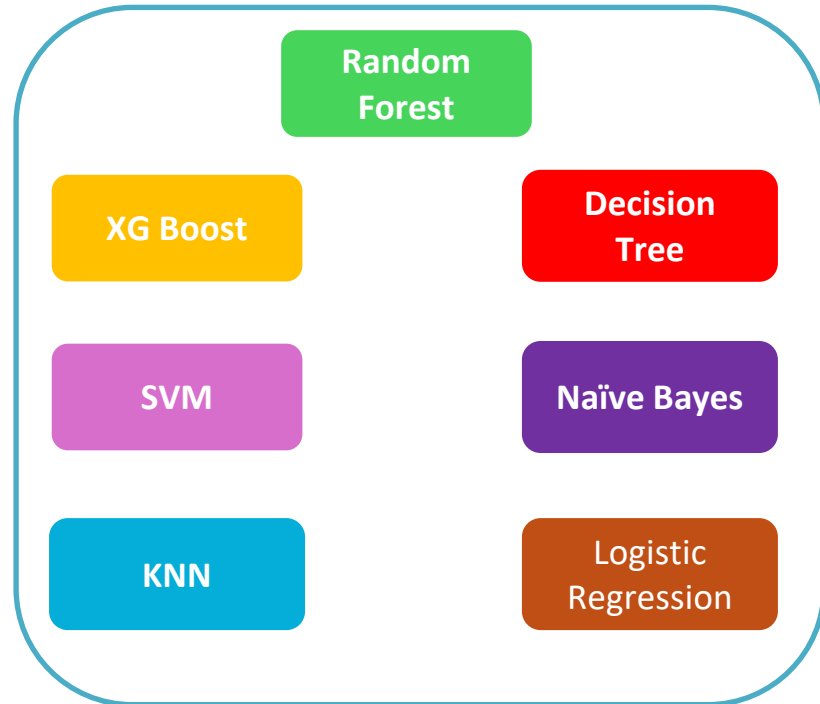 Random
Forest
XG Boost
Decision
Tree
SVM
Naïve Bayes
KNN
Logistic
Regression